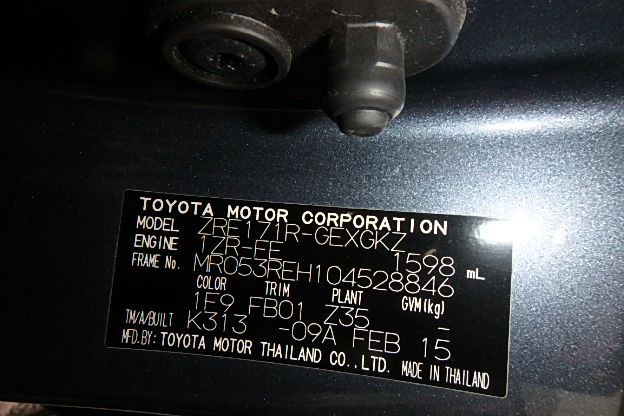 TOYOTA MOTOR CORPORATION
MODEL ZRE171R-GEXGKZ
ENGINE 1ZR-FE 1598 mL
FRAME No. MR053REH104528846
COLOR TRIM PLANT GVM(kg)
1F9 FB01 Z35 -
TM/A/BUILT K313 -09A FEB 15
MFD.BY: TOYOTA MOTOR THAILAND CO.,LTD. MADE IN THAILAND